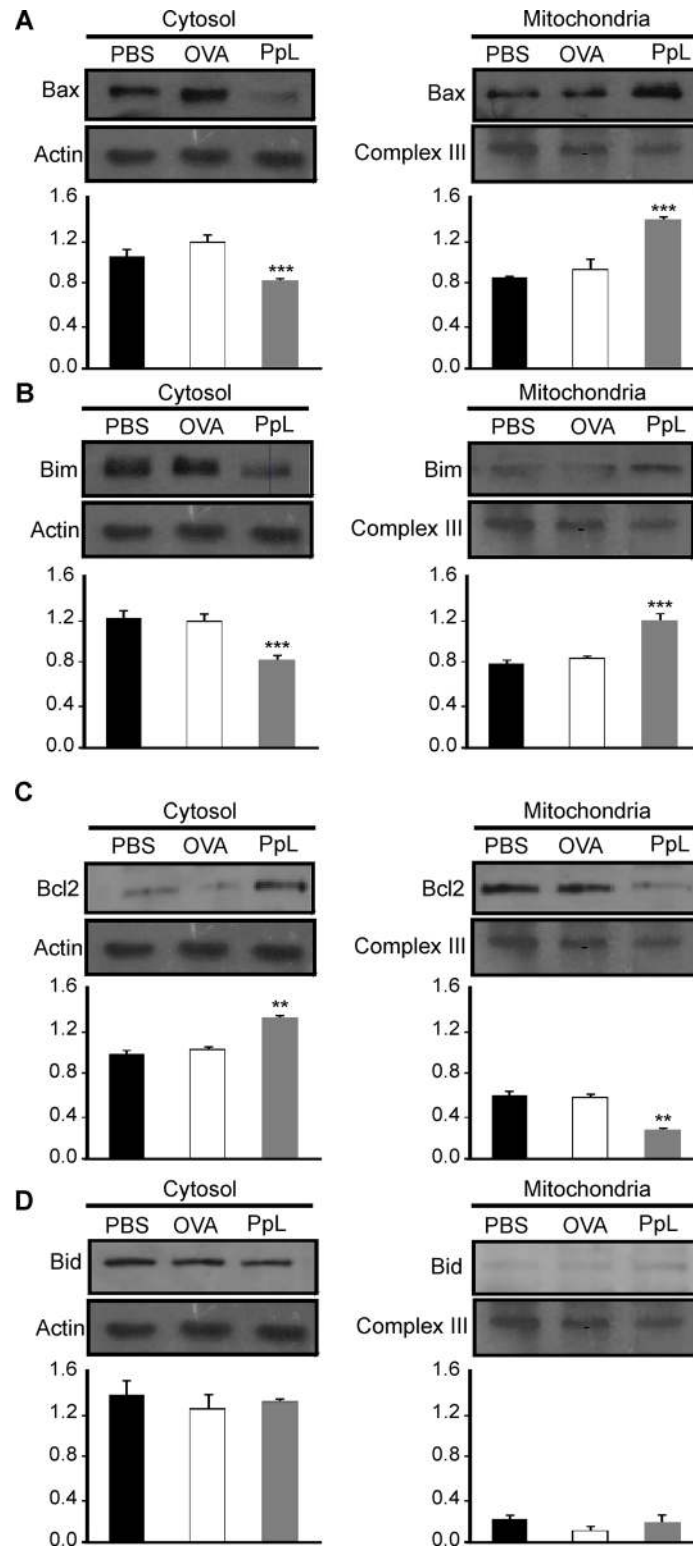 A
Cytosol
PBS OVA PpL
Bax
Actin
1.6
1.2
0.8
0.4
0.0
***
Mitochondria
PBS OVA PpL
Bax
Complex III
1.6
1.2
0.8
0.4
0.0
***
B
Cytosol
PBS OVA PpL
Bim
Actin
1.6
1.2
0.8
0.4
0.0
***
Mitochondria
PBS OVA PpL
Bim
Complex III
1.6
1.2
0.8
0.4
0.0
***
C
Cytosol
PBS OVA PpL
Bcl2
Actin
1.6
1.2
0.8
0.4
0.0
**
Mitochondria
PBS OVA PpL
Bcl2
Complex III
1.6
1.2
0.8
0.4
0.0
**
D
Cytosol
PBS OVA PpL
Bid
Actin
1.6
1.2
0.8
0.4
0.0
Mitochondria
PBS OVA PpL
Bid
Complex III
1.6
1.2
0.8
0.4
0.0